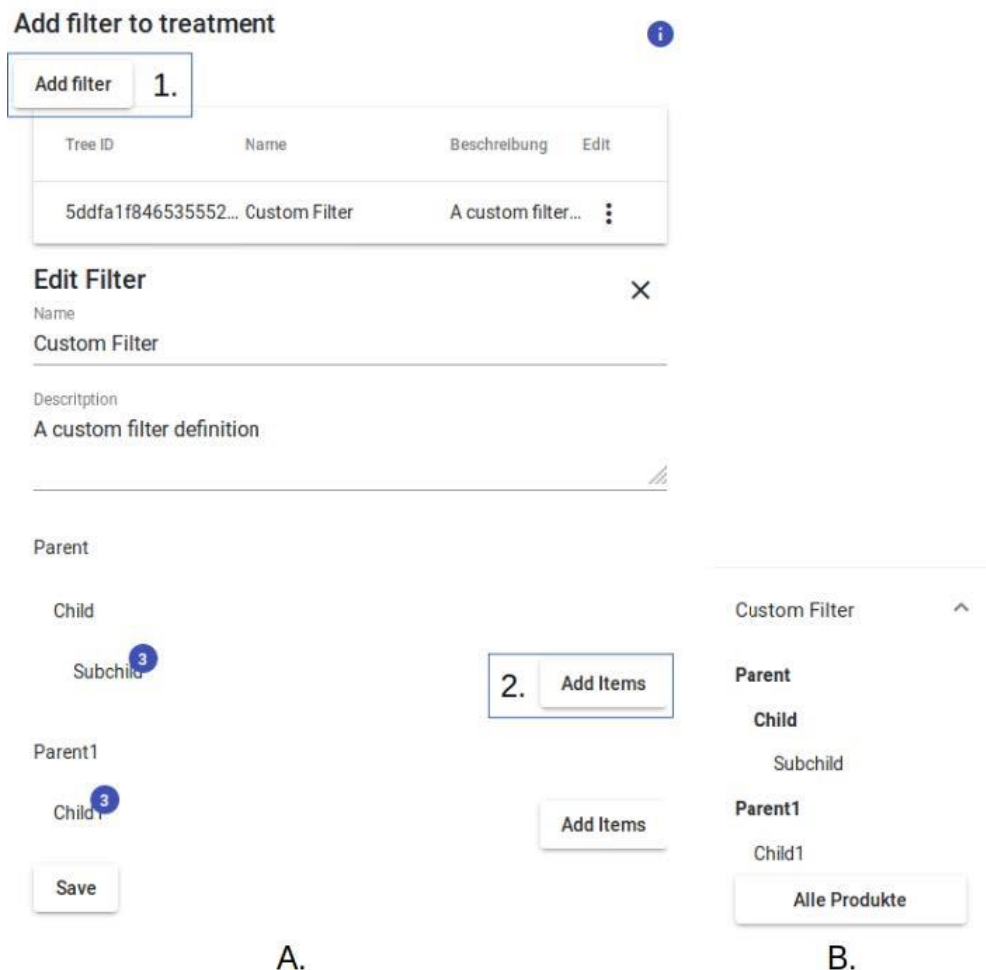 Add filter to treatment
i
Add filter 1.
Tree ID Name Beschreibung Edit
5ddfa1f846535552... Custom Filter A custom filter...
Edit Filter
Name
Custom Filter
Descritption
A custom filter definition
Parent
Child
Subchild 3
2. Add Items
Parent1
Child1 3
Add Items
Save
A.
Custom Filter
Parent
Child
Subchild
Parent1
Child1
Alle Produkte
B.